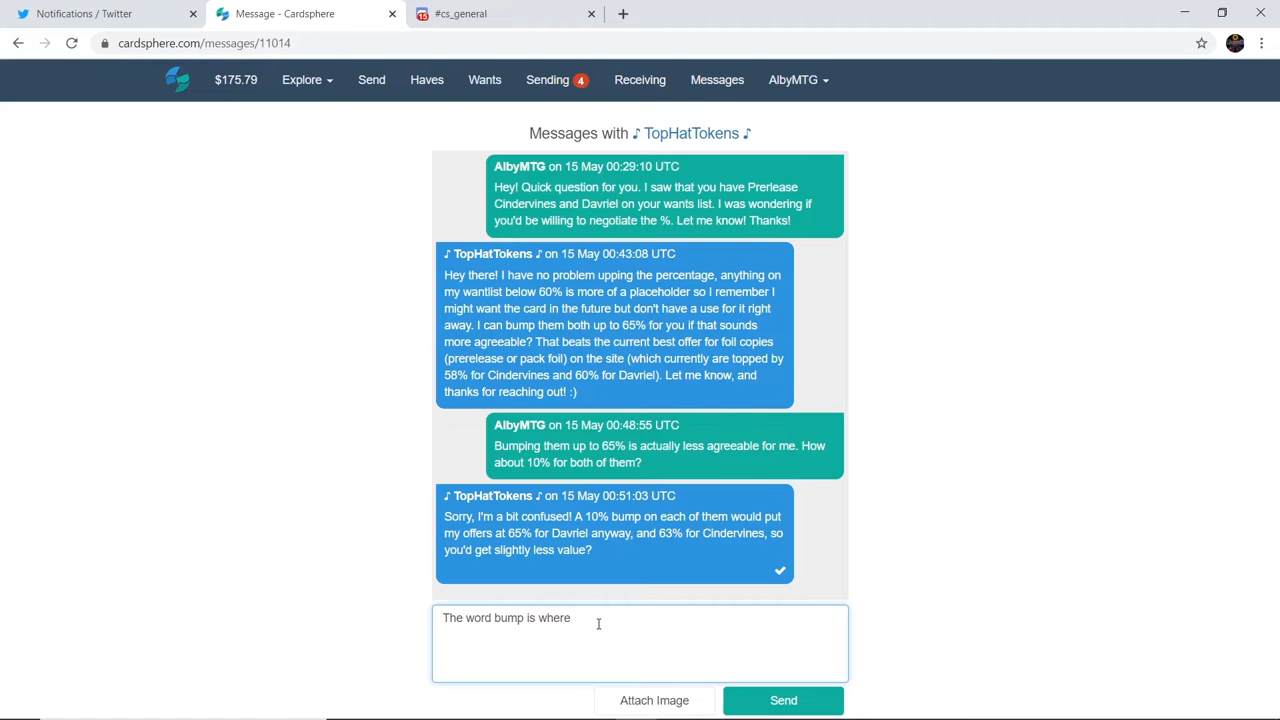 Notifications / Twitter
Message - Cardsphere
15
#cs_general
cardsphere.com/messages/11014
$175.79
Explore
Send
Haves
Wants
Sending 4
Receiving
Messages
AlbyMTG
Messages with ♪ TopHatTokens ♪
AlbyMTG on 15 May 00:29:10 UTC
Hey! Quick question for you. I saw that you have Prerlease
Cindervines and Davriel on your wants list. I was wondering if
you'd be willing to negotiate the %. Let me know! Thanks!
♪ TopHatTokens ♪ on 15 May 00:43:08 UTC
Hey there! I have no problem upping the percentage, anything on
my wantlist below 60% is more of a placeholder so I remember I
might want the card in the future but don't have a use for it right
away. I can bump them both up to 65% for you if that sounds
more agreeable? That beats the current best offer for foil copies
(prerelease or pack foil) on the site (which currently are topped by
58% for Cindervines and 60% for Davriel). Let me know, and
thanks for reaching out! :)
AlbyMTG on 15 May 00:48:55 UTC
Bumping them up to 65% is actually less agreeable for me. How
about 10% for both of them?
♪ TopHatTokens ♪ on 15 May 00:51:03 UTC
Sorry, I'm a bit confused! A 10% bump on each of them would put
my offers at 65% for Davriel anyway, and 63% for Cindervines, so
you'd get slightly less value?
The word bump is where
Attach Image
Send